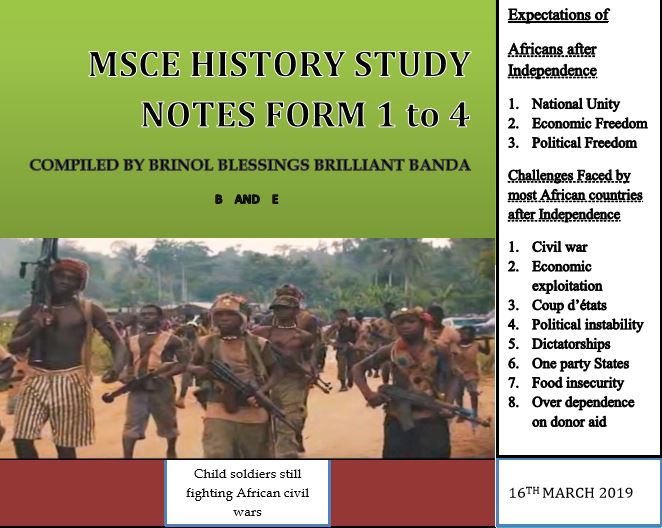 MSCE HISTORY STUDY
NOTES FORM 1 to 4
COMPILED BY BRINOL BLESSINGS BRILLIANT BANDA
B AND E
Child soldiers still
fighting African civil
wars
Expectations of
Africans after
Independence
1. National Unity
2. Economic Freedom
3. Political Freedom
Challenges Faced by
most African countries
after Independence
1. Civil war
2. Economic
exploitation
3. Coup d’états
4. Political instability
5. Dictatorships
6. One party States
7. Food insecurity
8. Over dependence
on donor aid
16TH MARCH 2019